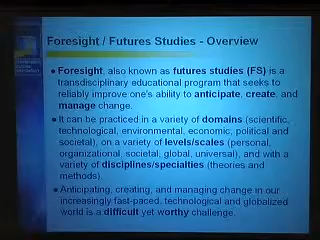 Foresight / Futures Studies - Overview
● Foresight, also known as futures studies (FS) is a
transdisciplinary educational program that seeks to
reliably improve one's ability to anticipate, create, and
manage change.
● It can be practiced in a variety of domains (scientific,
technological, environmental, economic, political and
societal), on a variety of levels/scales (personal,
organizational, societal, global, universal), and with a
variety of disciplines/specialties (theories and
methods).
● Anticipating, creating, and managing change in our
increasingly fast-paced, technological and globalized
world is a difficult yet worthy challenge.